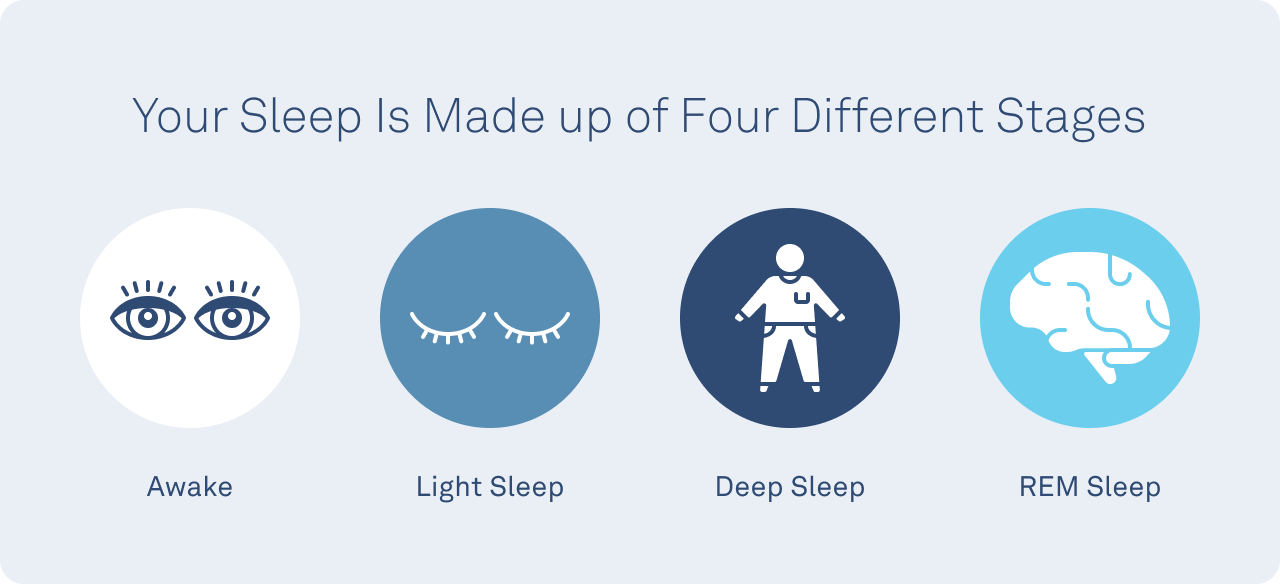 Your Sleep Is Made up of Four Different Stages
Awake
Light Sleep
Deep Sleep
REM Sleep